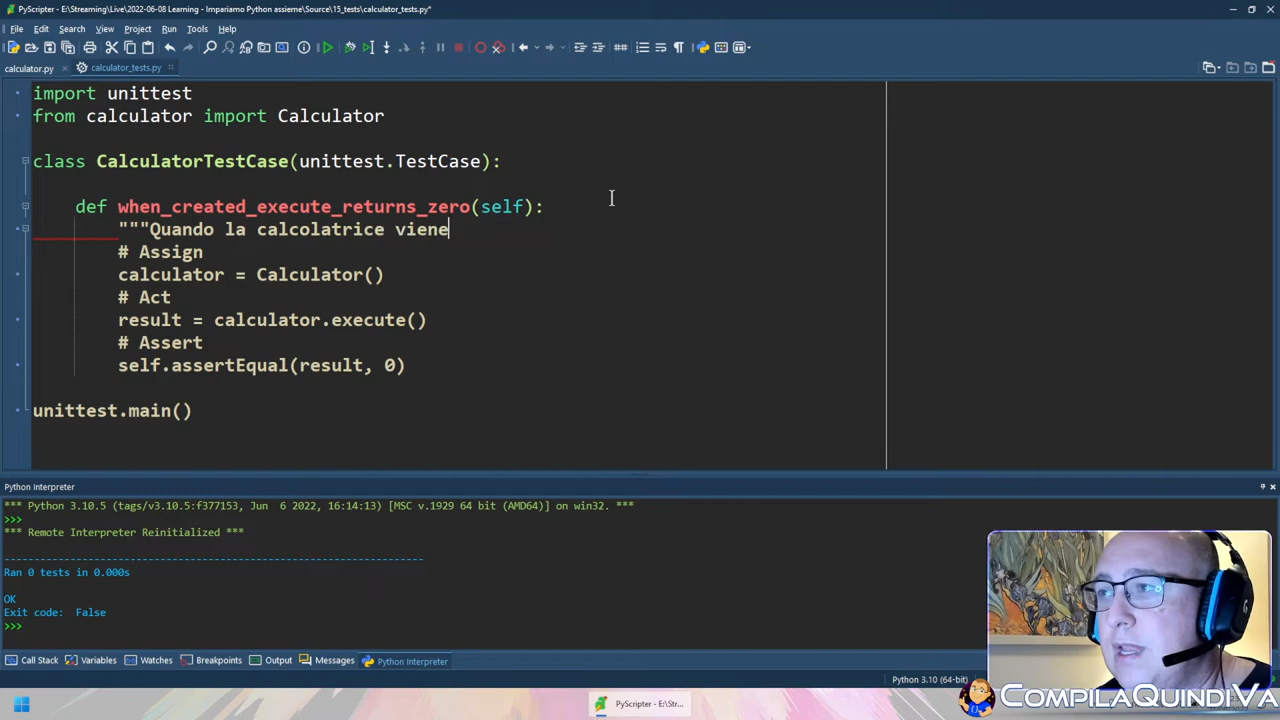 PyScripter - E:\Streaming\Live\2022-06-08 Learning - Impariamo Python assieme\Source\15_tests\calculator_tests.py*
File Edit Search View Project Run Tools Help
calculator.py calculator_tests.py
import unittest
from calculator import Calculator
class CalculatorTestCase(unittest.TestCase):
def when_created_execute_returns_zero(self):
"""Quando la calcolatrice viene
# Assign
calculator = Calculator()
# Act
result = calculator.execute()
# Assert
self.assertEqual(result, 0)
unittest.main()
Python Interpreter
*** Python 3.10.5 (tags/v3.10.5:f377153, Jun  6 2022, 16:14:13) [MSC v.1929 64 bit (AMD64)] on win32. ***
>>>
*** Remote Interpreter Reinitialized ***
----------------------------------------------------------------------
Ran 0 tests in 0.000s
OK
Exit code:  False
>>>
Call Stack Variables Watches Breakpoints Output Messages Python Interpreter
Python 3.10 (64-bit)
PyScripter - E:\Str...
COMPILAQUINDIVA